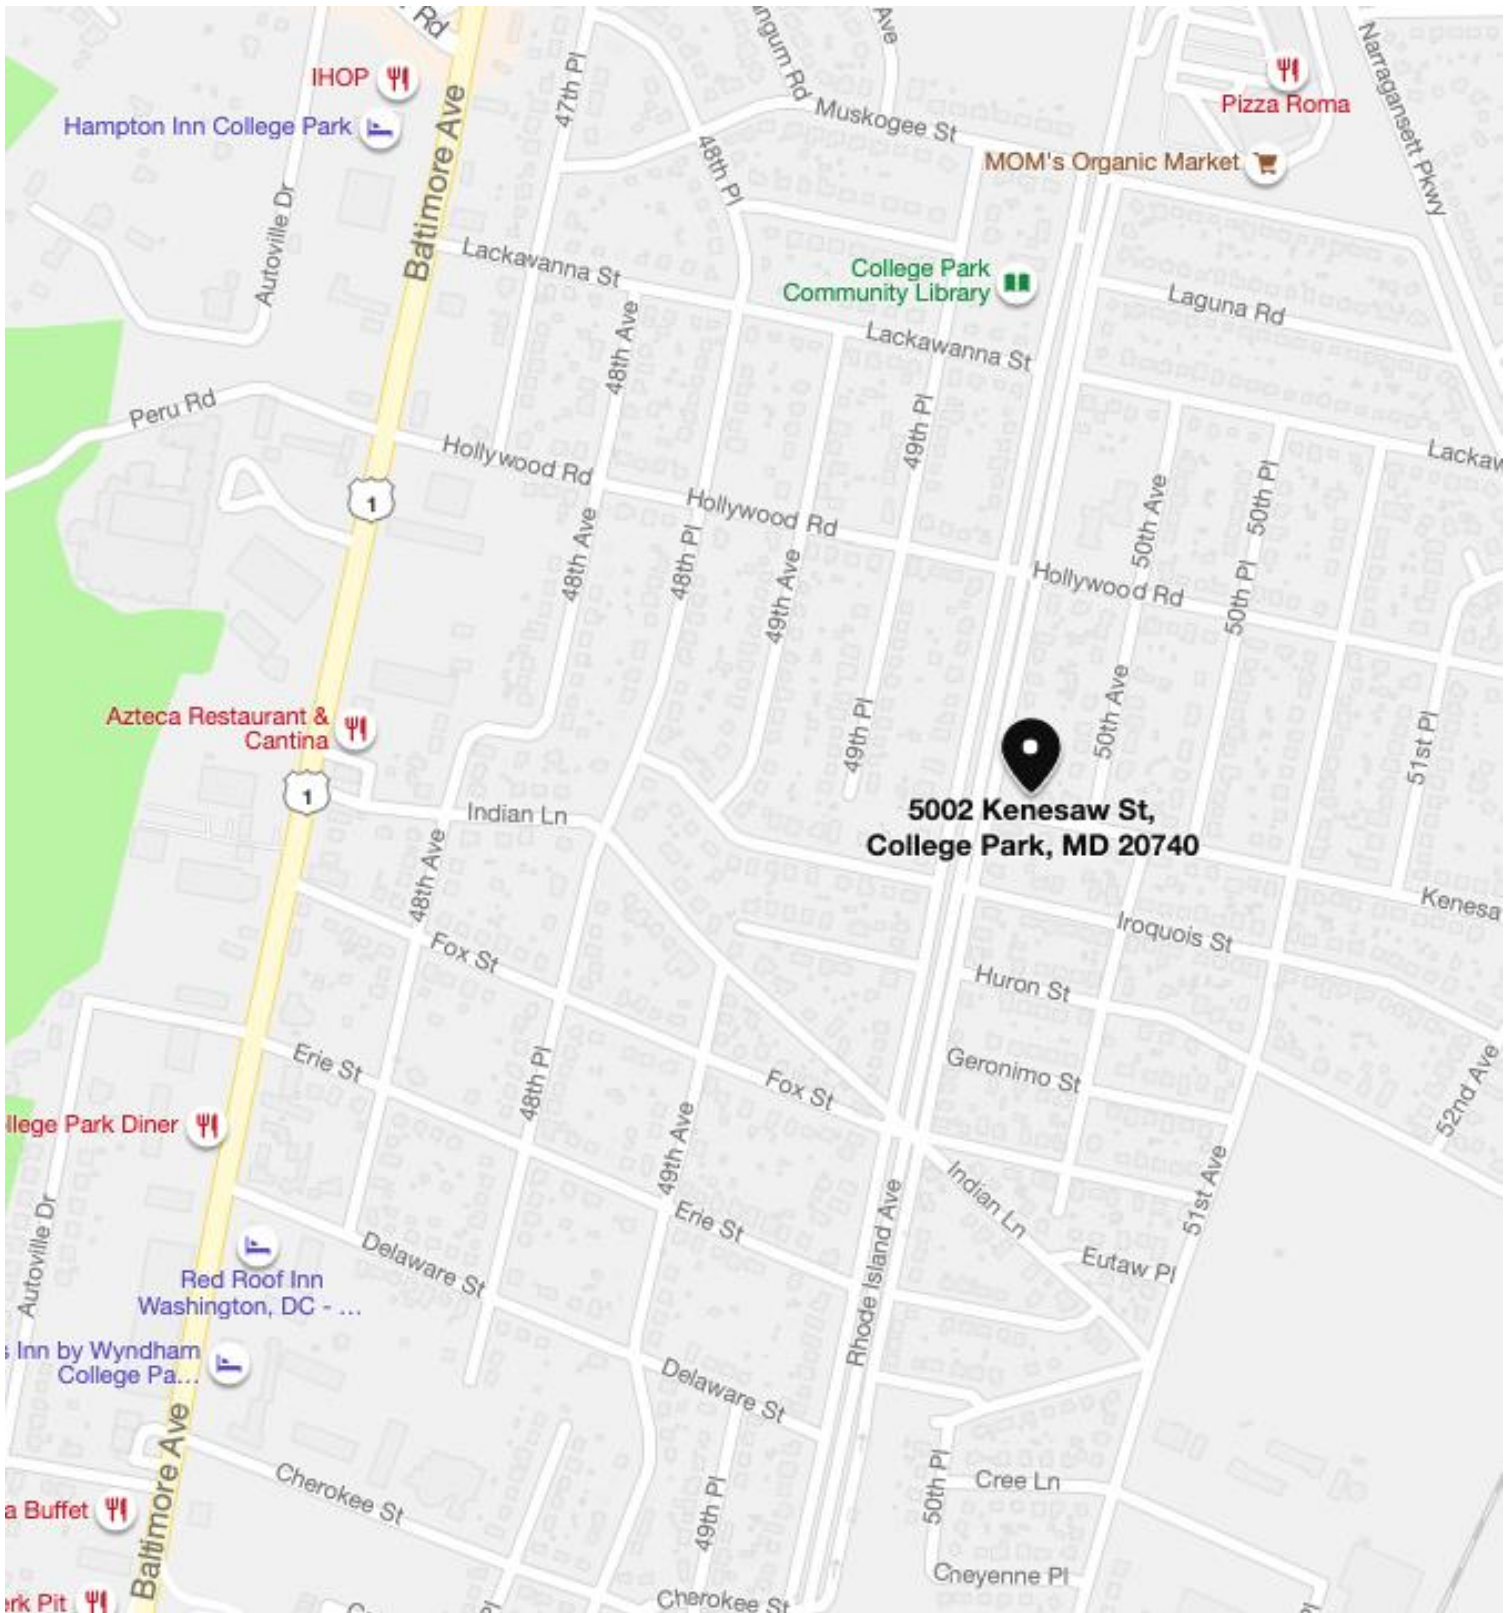 Rd
47th Pl
ngum Rd
Ave
Narragansett Pkwy
IHOP
Hampton Inn College Park
Baltimore Ave
Muskogee St
Pizza Roma
48th Pl
MOM's Organic Market
Autoville Dr
Lackawanna St
College Park
Community Library
Laguna Rd
48th Ave
Lackawanna St
Peru Rd
49th Pl
Lackaw
Hollywood Rd
50th Ave
50th Pl
1
Hollywood Rd
48th Ave
48th Pl
49th Ave
Hollywood Rd
50th Pl
Azteca Restaurant &
Cantina
49th Pl
50th Ave
51st Pl
1
Indian Ln
5002 Kenesaw St,
College Park, MD 20740
48th Ave
Kenesa
Fox St
Iroquois St
Huron St
Erie St
48th Pl
Geronimo St
Fox St
52nd Ave
llege Park Diner
49th Ave
Indian Ln
51st Ave
Autoville Dr
Erie St
Rhode Island Ave
Delaware St
Eutaw Pl
Red Roof Inn
Washington, DC - ...
s Inn by Wyndham
College Pa...
Delaware St
Baltimore Ave
Cherokee St
49th Pl
50th Pl
Cree Ln
a Buffet
Cheyenne Pl
erk Pit
Cherokee St
Pl
Pl